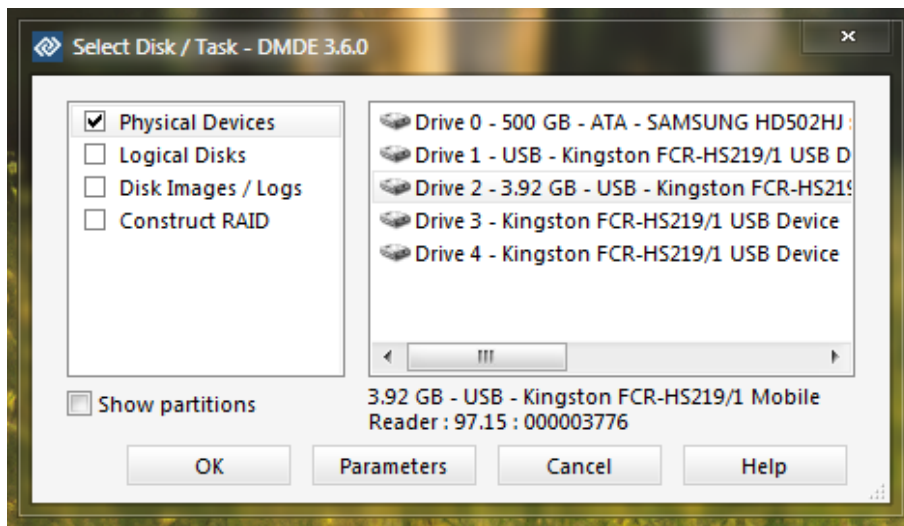 Select Disk / Task - DMDE 3.6.0
Physical Devices
Logical Disks
Disk Images / Logs
Construct RAID
Drive 0 - 500 GB - ATA - SAMSUNG HD502HJ :
Drive 1 - USB - Kingston FCR-HS219/1 USB D
Drive 2 - 3.92 GB - USB - Kingston FCR-HS219
Drive 3 - Kingston FCR-HS219/1 USB Device
Drive 4 - Kingston FCR-HS219/1 USB Device
Show partitions
3.92 GB - USB - Kingston FCR-HS219/1 Mobile
Reader : 97.15 : 000003776
OK Parameters Cancel Help